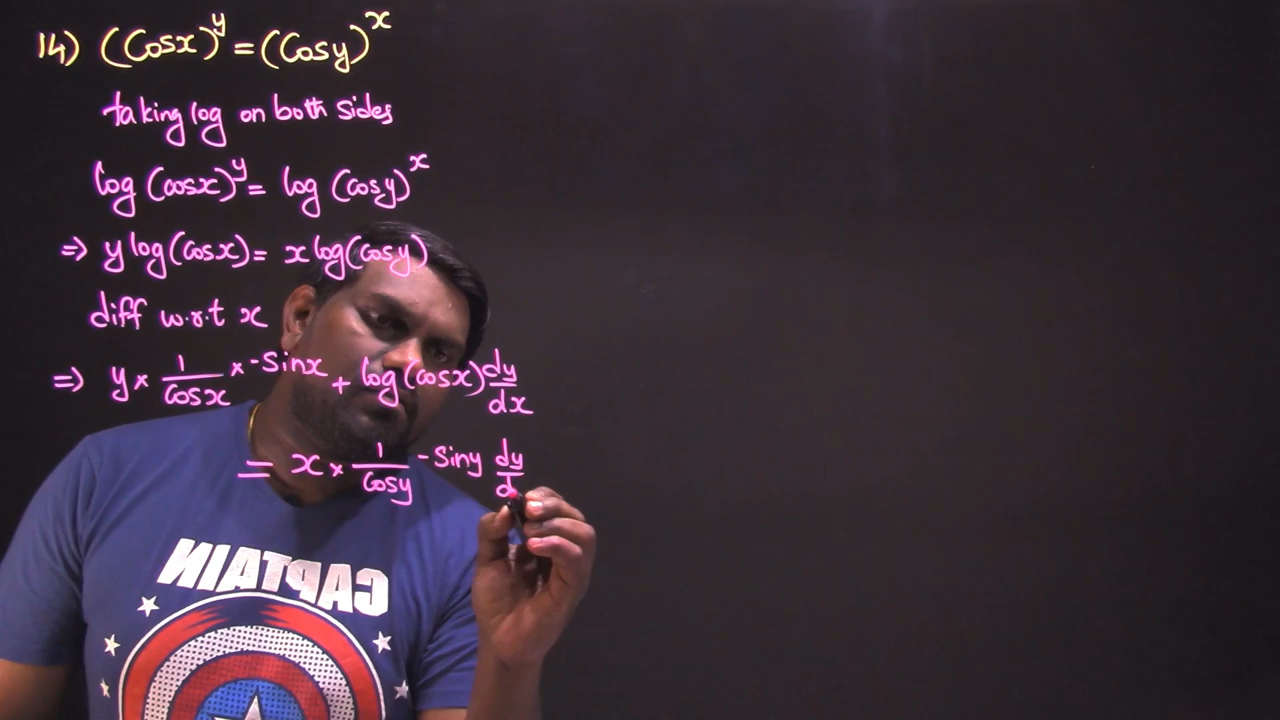 14) (Cosx)^y = (Cosy)^x
taking log on both sides
log (cosx)^y = log (cosy)^x
⇒ y log(cosx) = x log(cosy)
diff w.r.t x
⇒ y × 1/Cosx × -Sinx + log (cosx) dy/dx
= x × 1/Cosy -Siny dy/d
CAPTAIN